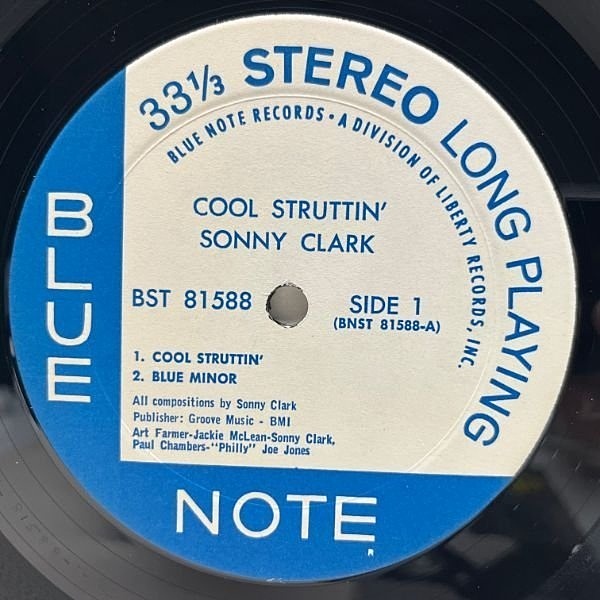 33⅓ STEREO LONG PLAYING
BLUE NOTE RECORDS • A DIVISION OF LIBERTY RECORDS, INC.
BLUE
COOL STRUTTIN'
SONNY CLARK
BST 81588
SIDE 1
(BNST 81588-A)
1. COOL STRUTTIN'
2. BLUE MINOR
All compositions by Sonny Clark
Publisher: Groove Music - BMI
Art Farmer-Jackie McLean-Sonny Clark,
Paul Chambers-"Philly" Joe Jones
NOTE
R